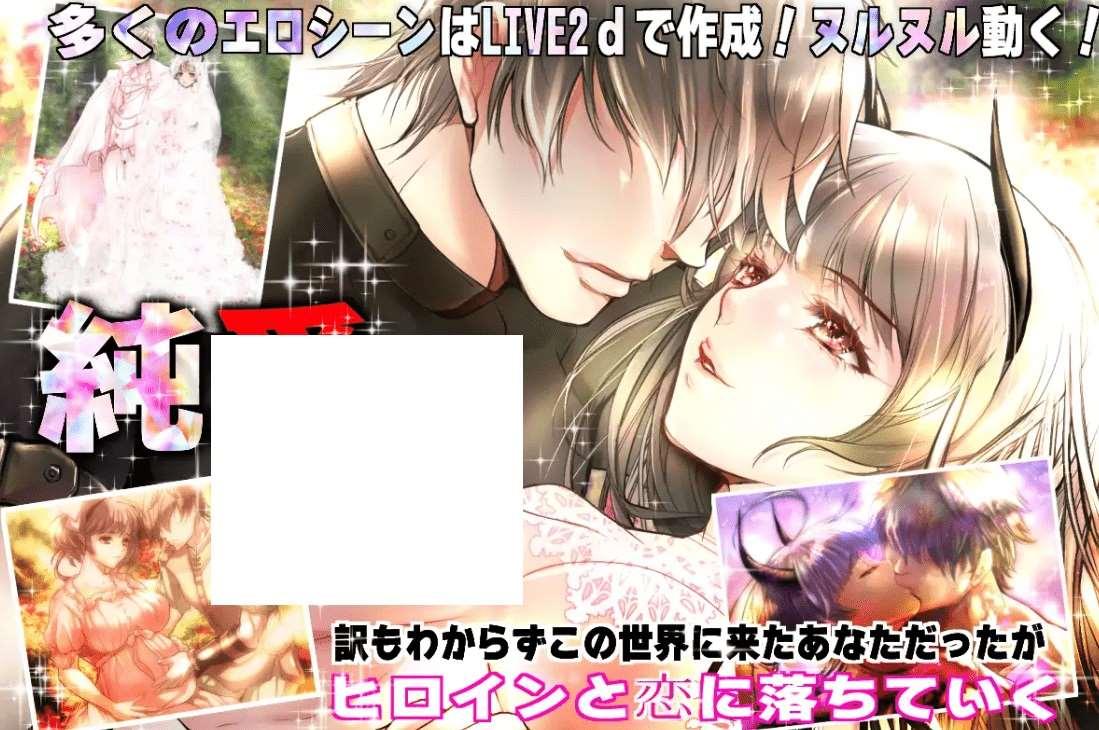 多くのエロシーンはLIVE2dで作成！ヌルヌル動く！
純
訳もわからずこの世界に来たあなただったが
ヒロインと恋に落ちていく